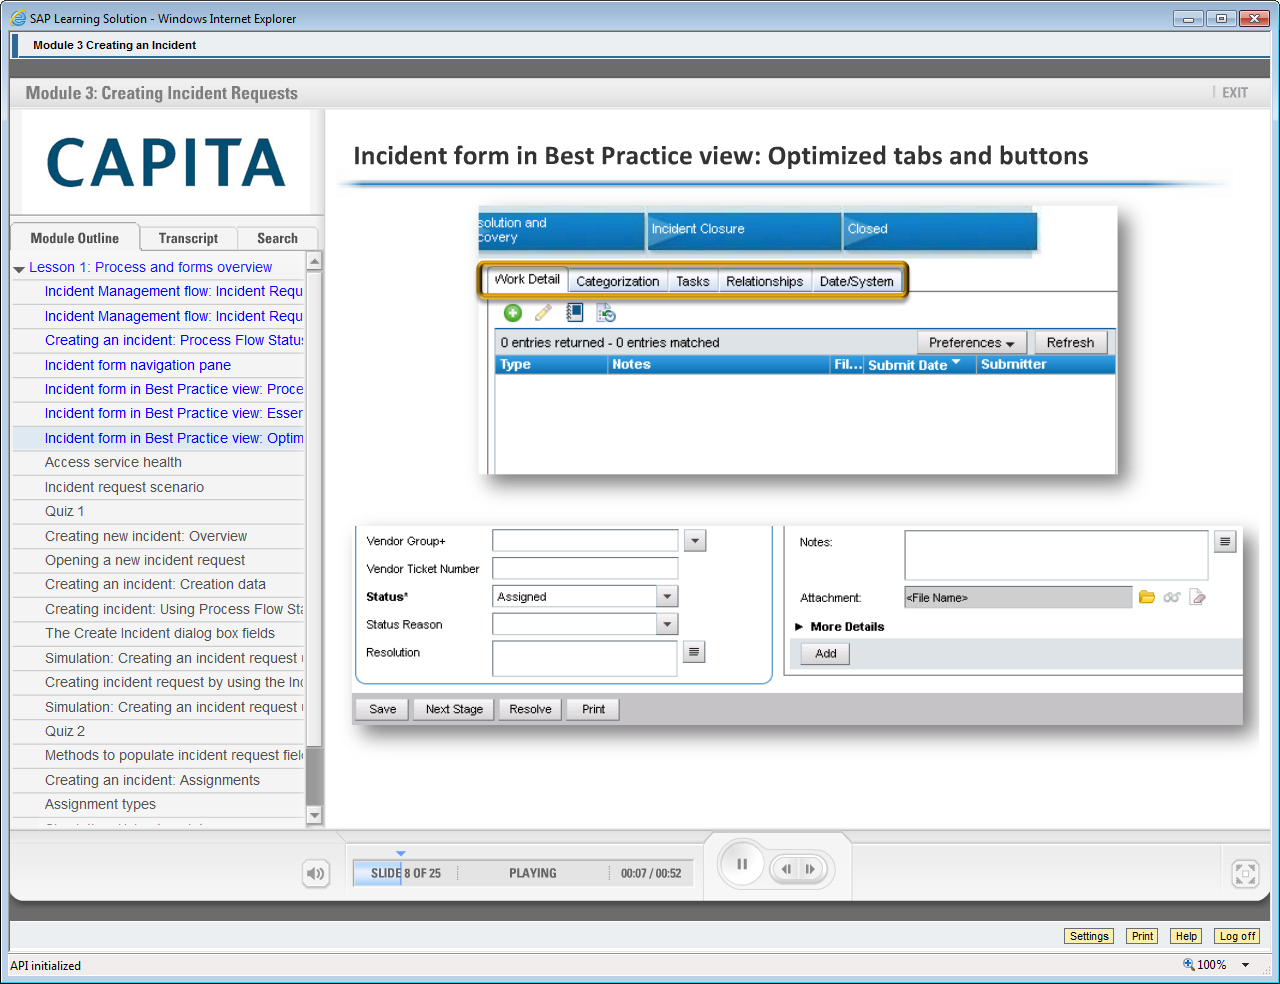 SAP Learning Solution - Windows Internet Explorer
Module 3 Creating an Incident
Module 3: Creating Incident Requests
EXIT
CAPITA
Module Outline
Transcript
Search
Lesson 1: Process and forms overview
Incident Management flow: Incident Requ
Incident Management flow: Incident Requ
Creating an incident: Process Flow Statu
Incident form navigation pane
Incident form in Best Practice view: Proce
Incident form in Best Practice view: Essen
Incident form in Best Practice view: Optim
Access service health
Incident request scenario
Quiz 1
Creating new incident: Overview
Opening a new incident request
Creating an incident: Creation data
Creating incident: Using Process Flow Sta
The Create Incident dialog box fields
Simulation: Creating an incident request u
Creating incident request by using the Inc
Simulation: Creating an incident request u
Quiz 2
Methods to populate incident request fiel
Creating an incident: Assignments
Assignment types
Incident form in Best Practice view: Optimized tabs and buttons
solution and
covery
Incident Closure
Closed
Work Detail
Categorization
Tasks
Relationships
Date/System
0 entries returned - 0 entries matched
Preferences
Refresh
Type
Notes
Fil...
Submit Date
Submitter
Vendor Group+
Vendor Ticket Number
Status*
Assigned
Status Reason
Resolution
Notes:
Attachment:
<File Name>
More Details
Add
Save
Next Stage
Resolve
Print
SLIDE 8 OF 25
PLAYING
00:07 / 00:52
Settings
Print
Help
Log off
API initialized
100%